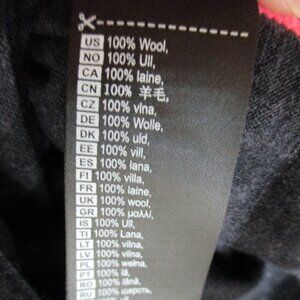 US 100% Wool,
NO 100% Ull,
CA 100% laine,
CN 100% 羊毛,
CZ 100% vlna,
DE 100% Wolle,
DK 100% uld,
EE 100% vill,
ES 100% lana,
FI 100% villa,
FR 100% laine,
UK 100% wool,
GR 100% μαλλί,
IS 100% Ull,
TI 100% Lana,
LT 100% vilna,
LV 100% vilna,
PL 100% wełna,
PT 100% lã,
RO 100% lână,
RU 100% шерсть,